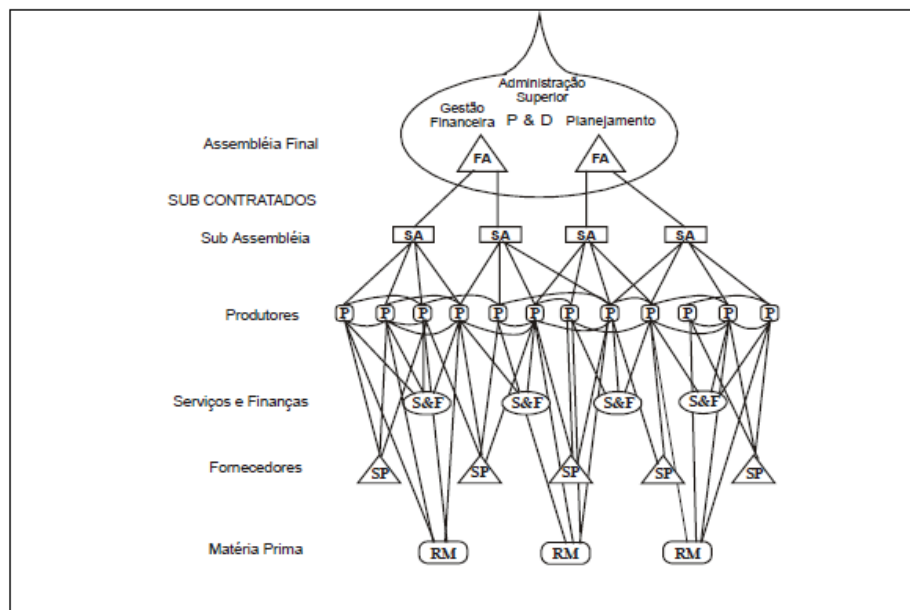 Administração
Superior
Gestão
Financeira
P & D
Planejamento
Assembléia Final
FA
FA
SUB CONTRATADOS
Sub Assembléia
SA
SA
SA
SA
Produtores
P
P
P
P
P
P
P
P
P
P
P
P
Serviços e Finanças
S&F
S&F
S&F
S&F
Fornecedores
SP
SP
SP
SP
SP
Matéria Prima
RM
RM
RM